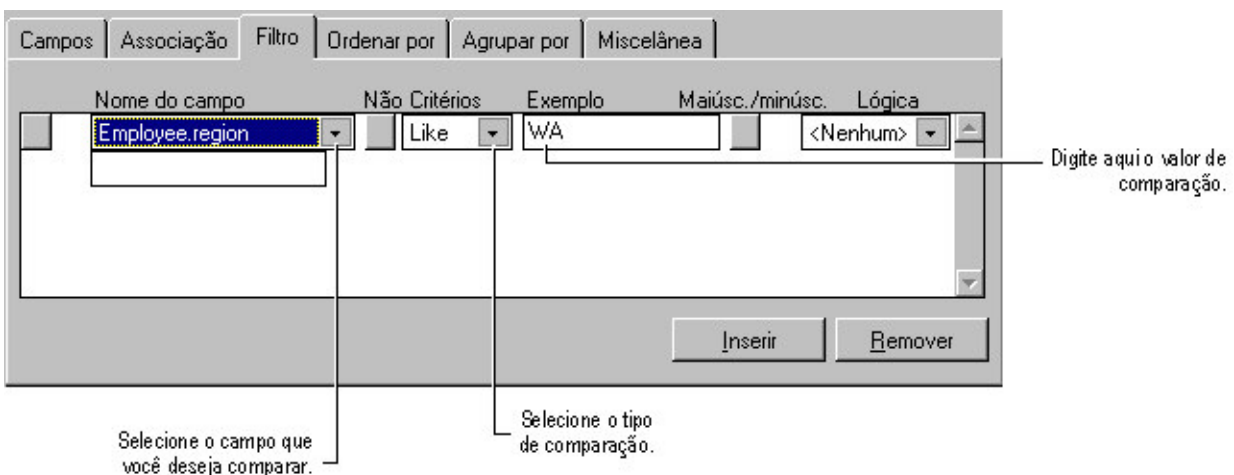 Campos Associação Filtro Ordenar por Agrupar por Miscelânea
Nome do campo Não Critérios Exemplo Maiúsc./minúsc. Lógica
Employee.region Like WA <Nenhum>
Digite aqui o valor de
comparação.
Inserir Remover
Selecione o tipo
de comparação.
Selecione o campo que
você deseja comparar.